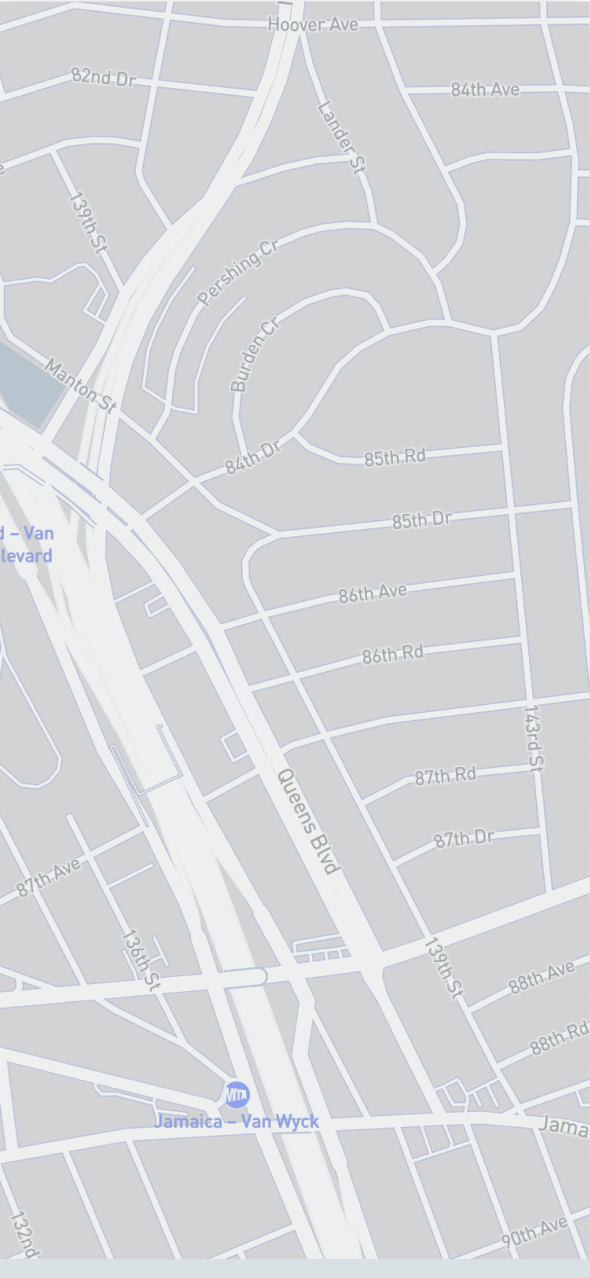 Hoover Ave
82nd Dr
84th Ave
Lander St
139th St
Pershing Cr
Burden Cr
Manton St
84th Dr
85th Rd
85th Dr
d – Van
levard
86th Ave
86th Rd
143rd St
87th Rd
Queens Blvd
87th Dr
87th Ave
136th St
139th St
88th Ave
88th Rd
MTA
Jamaica – Van Wyck
Jama
132nd
90th Ave